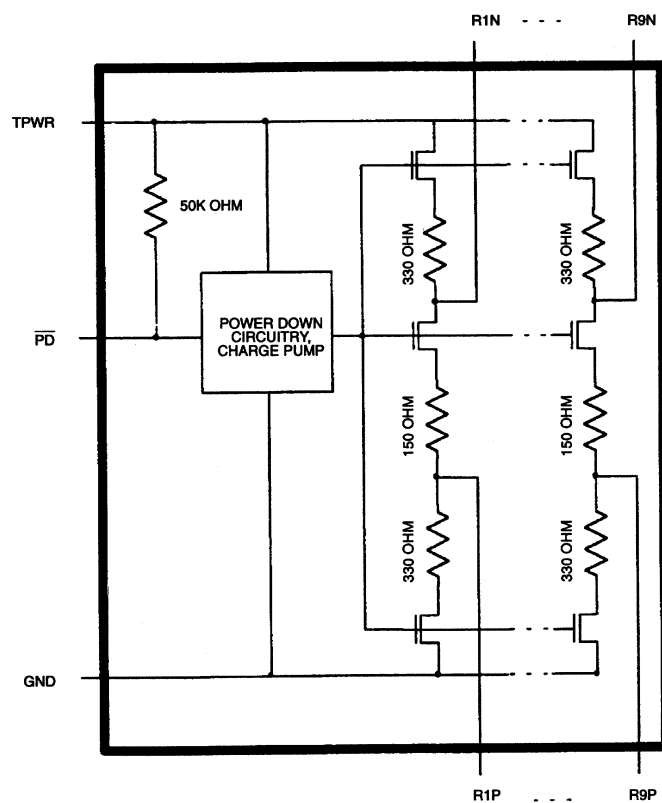 R1N - - - R9N
TPWR
50K OHM
330 OHM
330 OHM
POWER DOWN
CIRCUITRY,
CHARGE PUMP
PD
150 OHM
150 OHM
330 OHM
330 OHM
GND
R1P - - - R9P